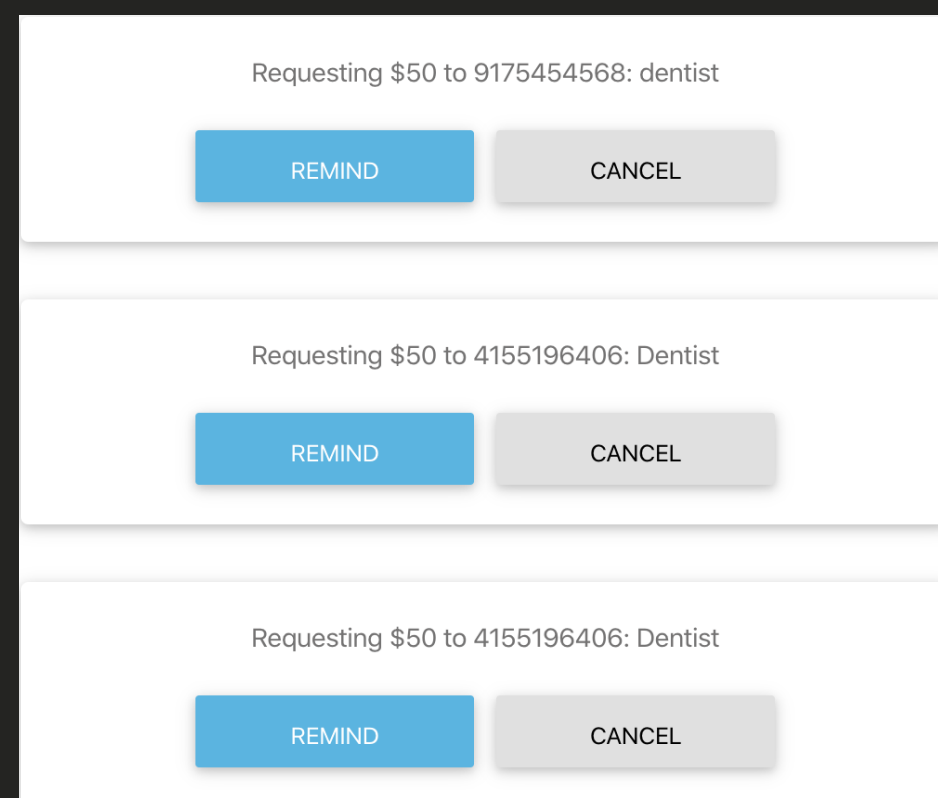 Requesting $50 to 9175454568: dentist
REMIND CANCEL
Requesting $50 to 4155196406: Dentist
REMIND CANCEL
Requesting $50 to 4155196406: Dentist
REMIND CANCEL